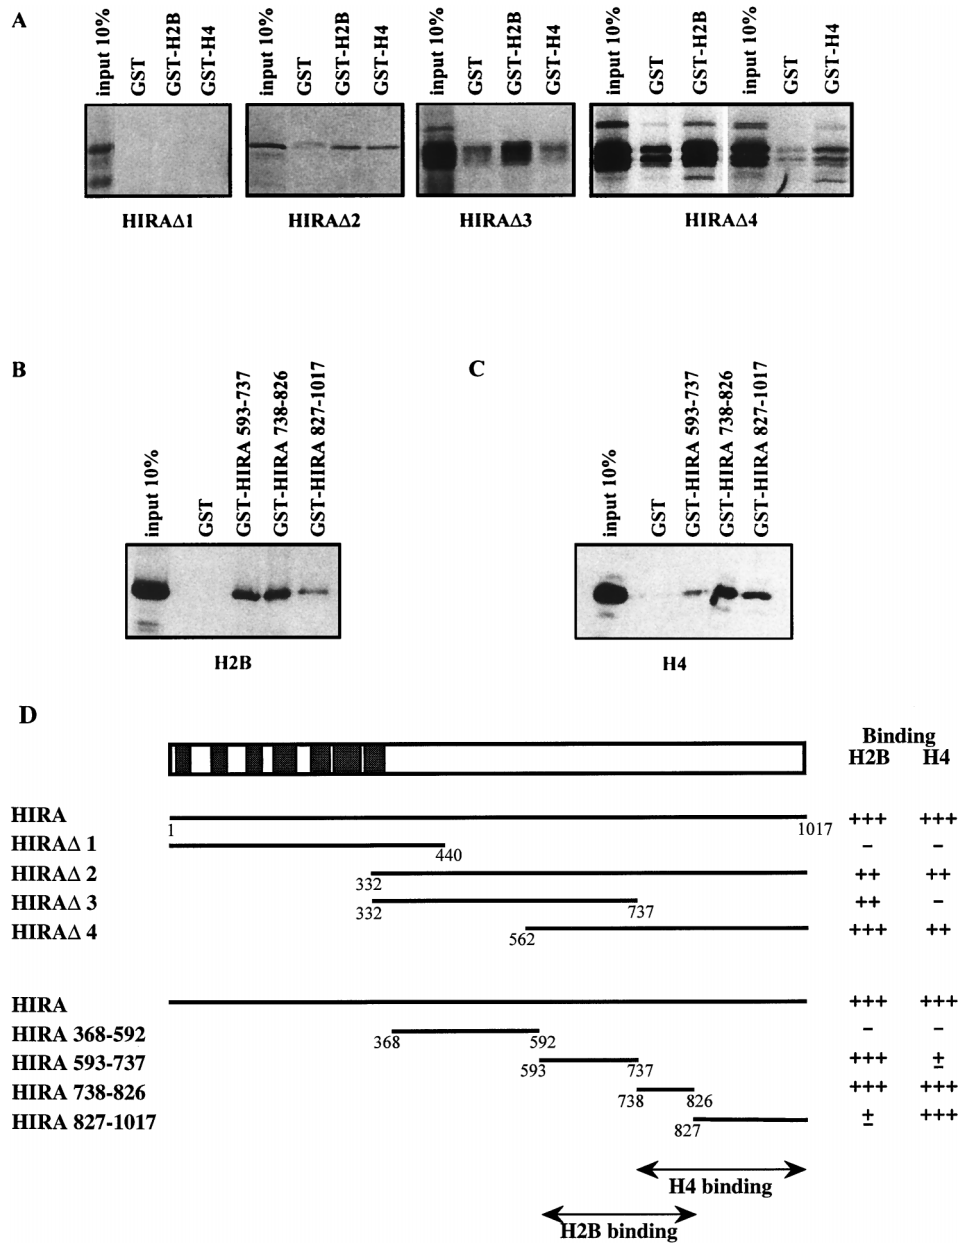 A
input 10%
GST
GST-H2B
GST-H4
input 10%
GST
GST-H2B
GST-H4
input 10%
GST
GST-H2B
GST-H4
input 10%
GST
GST-H2B
input 10%
GST
GST-H4
HIRAΔ1
HIRAΔ2
HIRAΔ3
HIRAΔ4
B
input 10%
GST
GST-HIRA 593-737
GST-HIRA 738-826
GST-HIRA 827-1017
H2B
C
input 10%
GST
GST-HIRA 593-737
GST-HIRA 738-826
GST-HIRA 827-1017
H4
D
Binding
H2B H4
HIRA 1 1017 +++ +++
HIRAΔ 1 440 - -
HIRAΔ 2 332 ++ ++
HIRAΔ 3 332 737 ++ -
HIRAΔ 4 562 +++ ++
HIRA +++ +++
HIRA 368-592 368 592 - -
HIRA 593-737 593 737 +++ ±
HIRA 738-826 738 826 +++ +++
HIRA 827-1017 827 ± +++
H4 binding
H2B binding